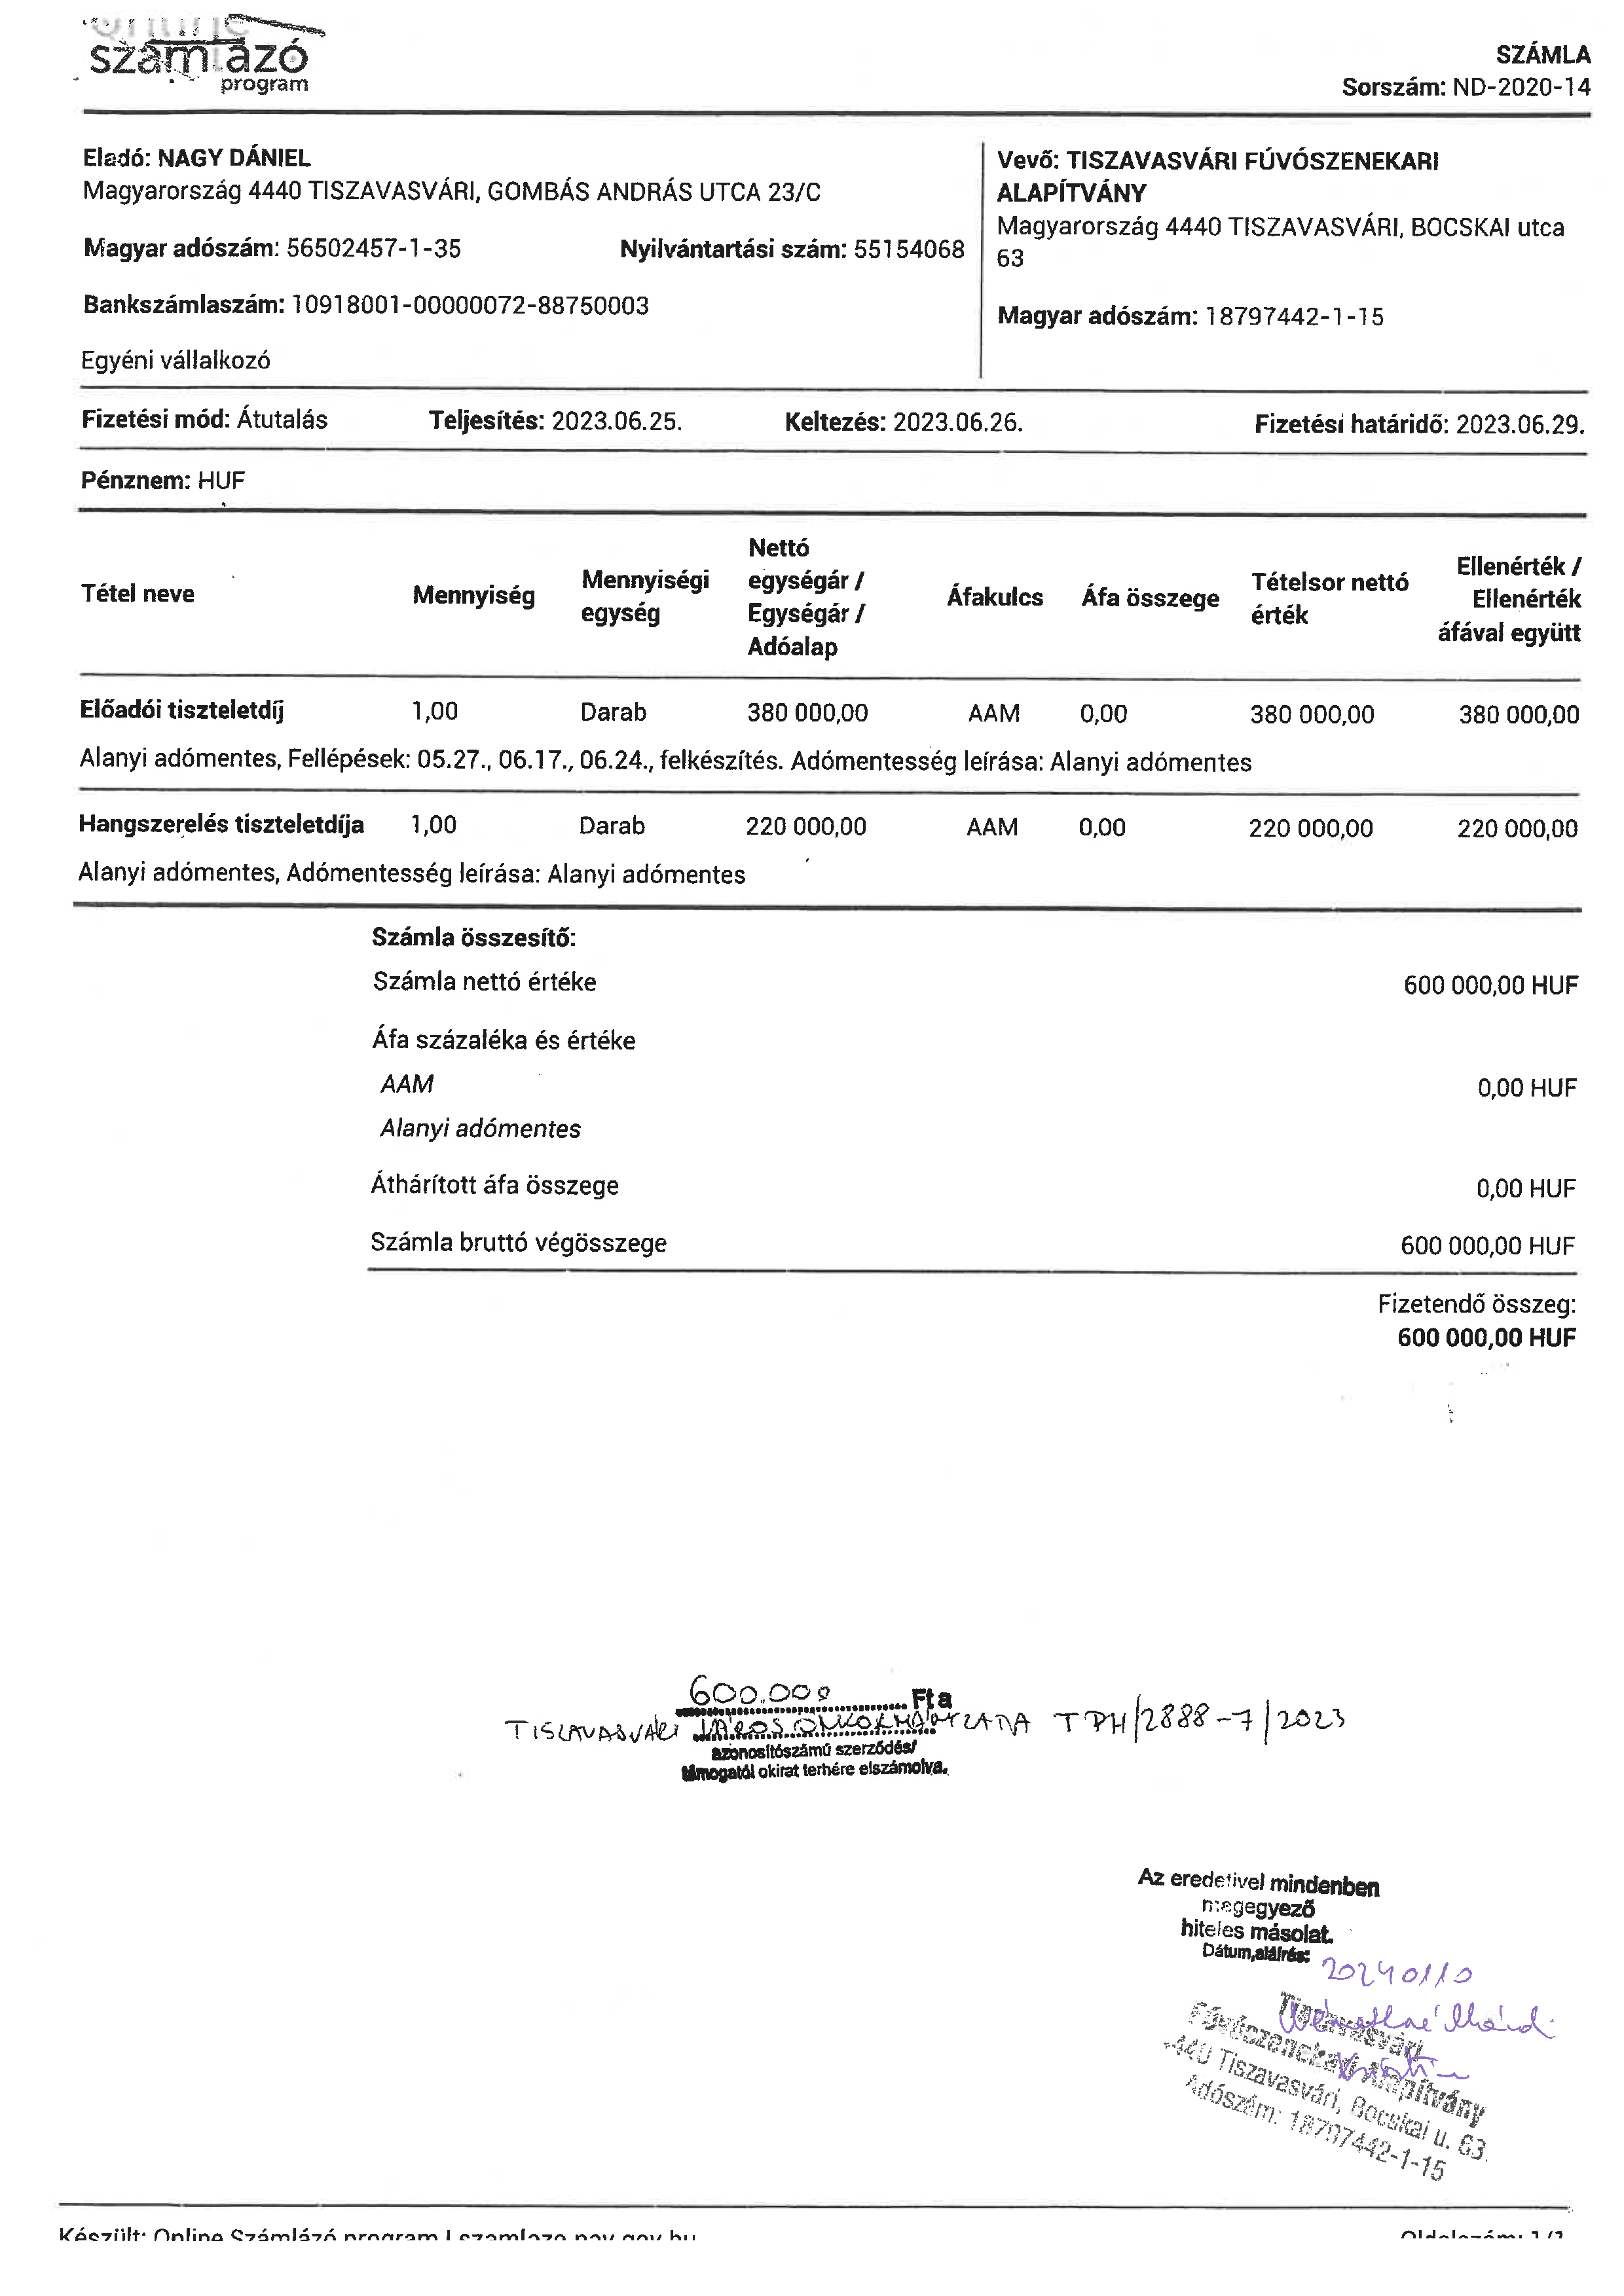 online
számlázó
program
SZÁMLA
Sorszám: ND-2020-14
Eladó: NAGY DÁNIEL
Magyarország 4440 TISZAVASVÁRI, GOMBÁS ANDRÁS UTCA 23/C
Magyar adószám: 56502457-1-35 Nyilvántartási szám: 55154068
Bankszámlaszám: 10918001-00000072-88750003
Egyéni vállalkozó
Vevő: TISZAVASVÁRI FÚVÓSZENEKARI
ALAPÍTVÁNY
Magyarország 4440 TISZAVASVÁRI, BOCSKAI utca
63
Magyar adószám: 18797442-1-15
Fizetési mód: Átutalás Teljesítés: 2023.06.25. Keltezés: 2023.06.26. Fizetési határidő: 2023.06.29.
Pénznem: HUF
Tétel neve Mennyiség Mennyiségi egység Nettó egységár / Egységár / Adóalap Áfakulcs Áfa összege Tételsor nettó érték Ellenérték / Ellenérték áfával együtt
Előadói tiszteletdíj 1,00 Darab 380 000,00 AAM 0,00 380 000,00 380 000,00
Alanyi adómentes, Fellépések: 05.27., 06.17., 06.24., felkészítés. Adómentesség leírása: Alanyi adómentes
Hangszerelés tiszteletdíja 1,00 Darab 220 000,00 AAM 0,00 220 000,00 220 000,00
Alanyi adómentes, Adómentesség leírása: Alanyi adómentes
Számla összesítő:
Számla nettó értéke 600 000,00 HUF
Áfa százaléka és értéke
AAM 0,00 HUF
Alanyi adómentes
Áthárított áfa összege 0,00 HUF
Számla bruttó végösszege 600 000,00 HUF
Fizetendő összeg:
600 000,00 HUF
600.000 Ft a
TISZAVASVÁRI VÁROS ÖNKORMÁNYZATA TPH/2888-7/2023
azonosítószámú szerződés/
támogatói okirat terhére elszámolva.
Az eredetivel mindenben
megegyező
hiteles másolat.
Dátum,aláírás: 20240110
Tiszavasvári
Fúvószenekari Alapítvány
4440 Tiszavasvári, Bocskai u. 63.
Adószám: 18797442-1-15
Készült: Online Számlázó program | szamlazo.nav.gov.hu
Oldalszám: 1/1